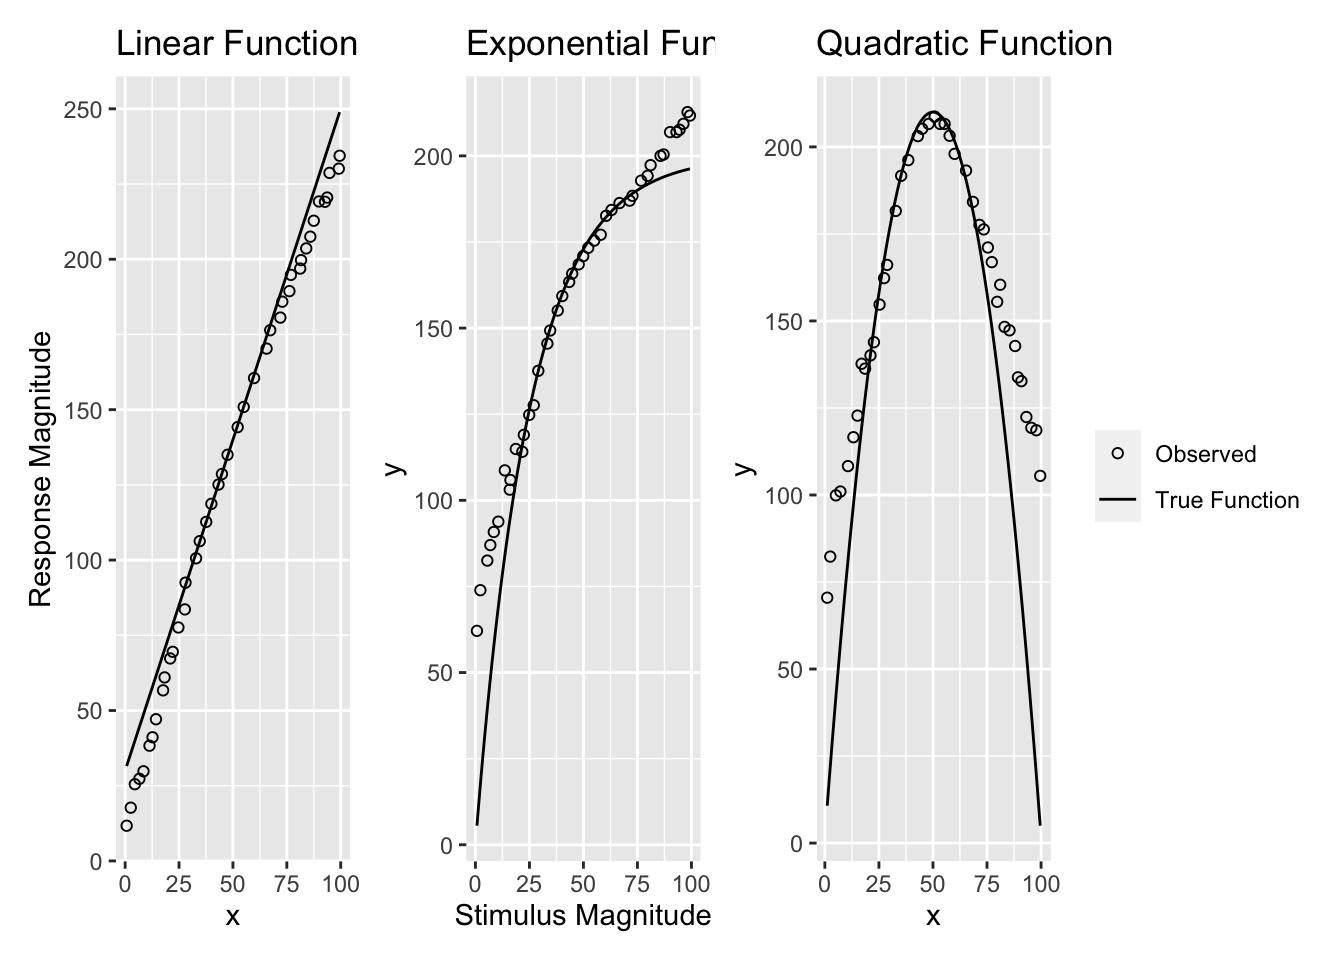 Linear Function
Exponential Fun
Quadratic Function
Response Magnitude
250
200
150
100
50
0
0 25 50 75 100
x
y
200
150
100
50
0
0 25 50 75 100
Stimulus Magnitude
y
200
150
100
50
0
0 25 50 75 100
x
Observed
True Function